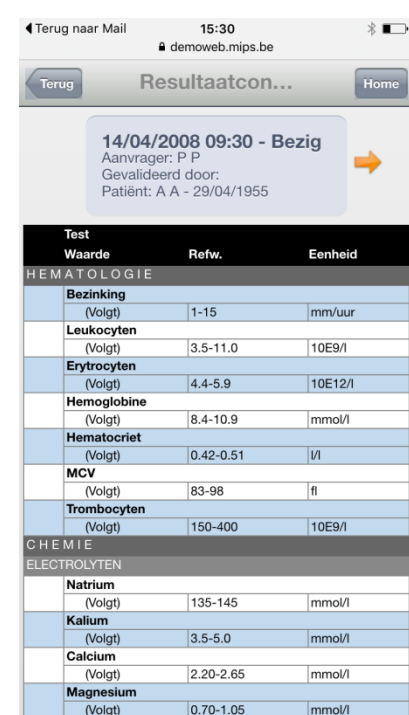 Terug naar Mail 15:30
demoweb.mips.be
Terug Resultaatcon... Home
14/04/2008 09:30 - Bezig
Aanvrager: P P
Gevalideerd door:
Patiënt: A A - 29/04/1955
Test
Waarde Refw. Eenheid
HEMATOLOGIE
Bezinking
(Volgt) 1-15 mm/uur
Leukocyten
(Volgt) 3.5-11.0 10E9/l
Erytrocyten
(Volgt) 4.4-5.9 10E12/l
Hemoglobine
(Volgt) 8.4-10.9 mmol/l
Hematocriet
(Volgt) 0.42-0.51 l/l
MCV
(Volgt) 83-98 fl
Trombocyten
(Volgt) 150-400 10E9/l
CHEMIE
ELECTROLYTEN
Natrium
(Volgt) 135-145 mmol/l
Kalium
(Volgt) 3.5-5.0 mmol/l
Calcium
(Volgt) 2.20-2.65 mmol/l
Magnesium
(Volgt) 0.70-1.05 mmol/l